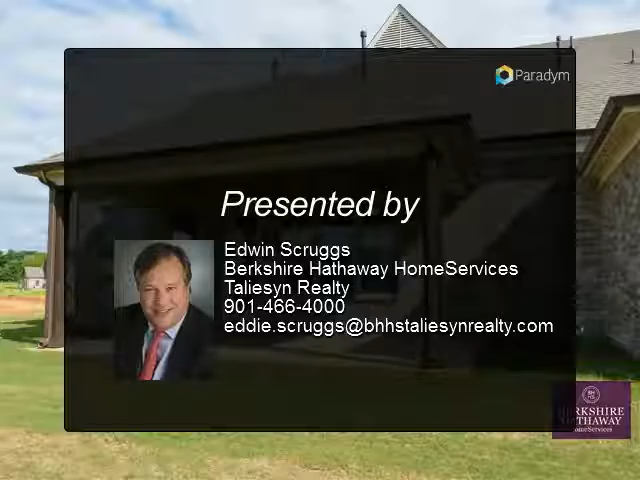 Paradym
Presented by
Edwin Scruggs
Berkshire Hathaway HomeServices
Taliesyn Realty
901-466-4000
eddie.scruggs@bhhstaliesynrealty.com
BERKSHIRE
HATHAWAY
HomeServices